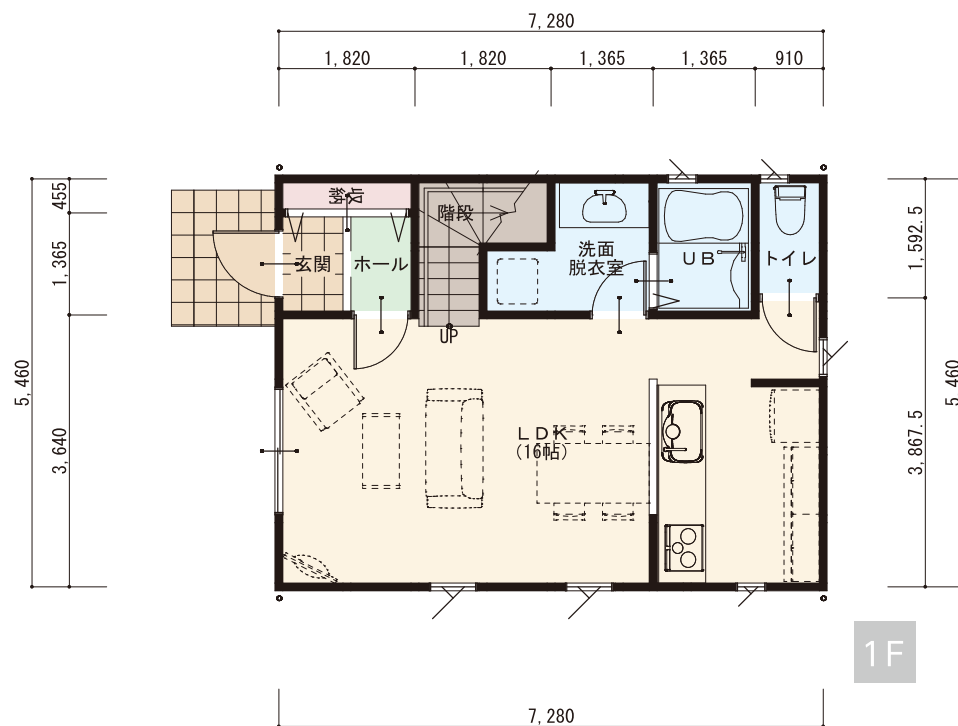 7,280
1,820
1,820
1,365
1,365
910
455
1,365
3,640
5,460
1,592.5
3,867.5
5,460
収納
階段
玄関
ホール
洗面
脱衣室
UB
トイレ
UP
LDK
(16帖)
1F
7,280